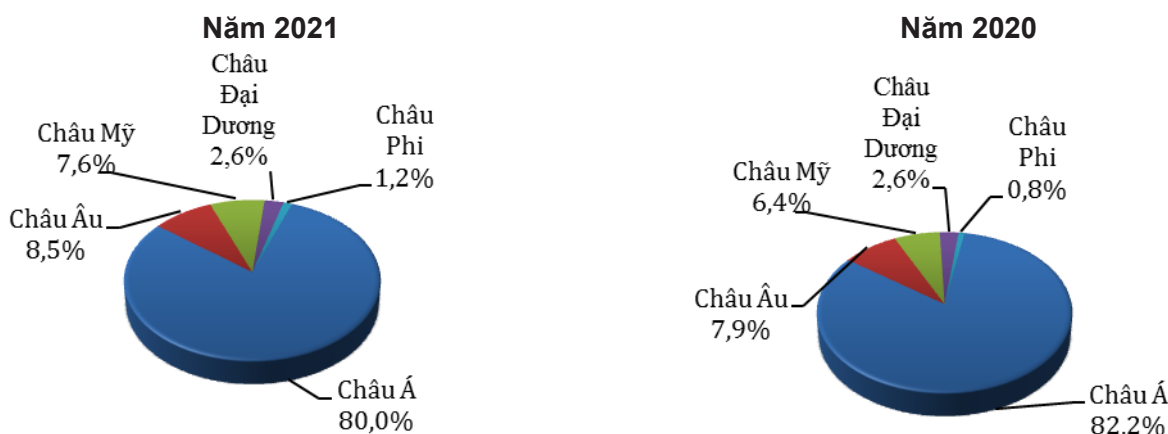 Năm 2021
Châu
Đại
Dương
2,6%
Châu
Phi
1,2%
Châu Mỹ
7,6%
Châu Âu
8,5%
Châu Á
80,0%
Năm 2020
Châu
Đại
Dương
2,6%
Châu
Phi
0,8%
Châu Mỹ
6,4%
Châu Âu
7,9%
Châu Á
82,2%